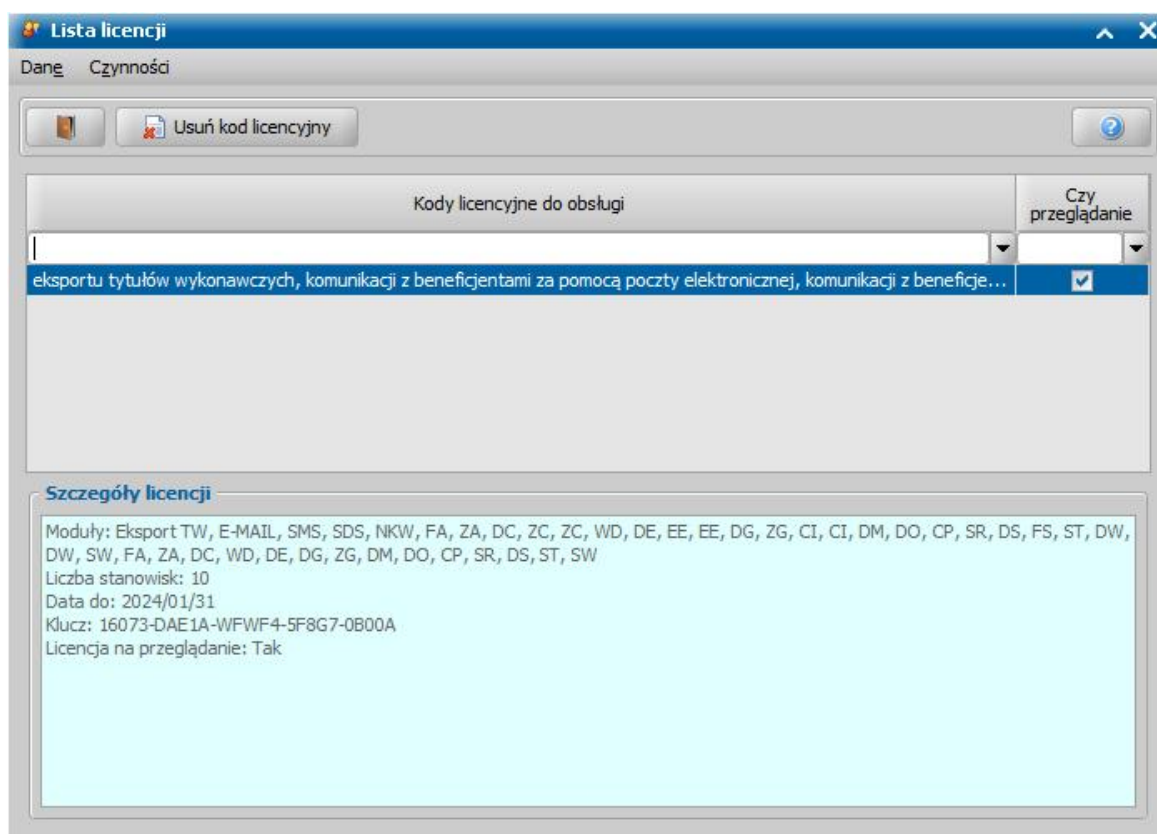 Lista licencji
Dane Czynności
Usuń kod licencyjny
Kody licencyjne do obsługi
Czy
przeglądanie
eksportu tytułów wykonawczych, komunikacji z beneficjentami za pomocą poczty elektronicznej, komunikacji z beneficje...
Szczegóły licencji
Moduły: Eksport TW, E-MAIL, SMS, SDS, NKW, FA, ZA, DC, ZC, ZC, WD, DE, EE, EE, DG, ZG, CI, CI, DM, DO, CP, SR, DS, FS, ST, DW,
DW, SW, FA, ZA, DC, WD, DE, DG, ZG, DM, DO, CP, SR, DS, ST, SW
Liczba stanowisk: 10
Data do: 2024/01/31
Klucz: 16073-DAE1A-WFWF4-5F8G7-0B00A
Licencja na przeglądanie: Tak